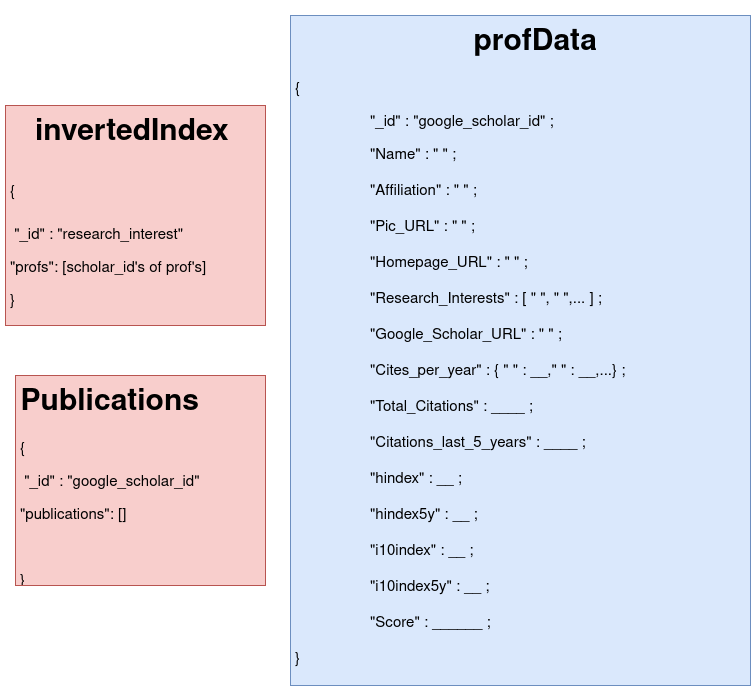 invertedIndex
{
"_id" : "research_interest"
"profs": [scholar_id's of prof's]
}
Publications
{
"_id" : "google_scholar_id"
"publications": []
}
profData
{
"_id" : "google_scholar_id" ;
"Name" : " " ;
"Affiliation" : " " ;
"Pic_URL" : " " ;
"Homepage_URL" : " " ;
"Research_Interests" : [ " ", " ",... ] ;
"Google_Scholar_URL" : " " ;
"Cites_per_year" : { " " : __," " : __,...} ;
"Total_Citations" : ____ ;
"Citations_last_5_years" : ____ ;
"hindex" : __ ;
"hindex5y" : __ ;
"i10index" : __ ;
"i10index5y" : __ ;
"Score" : ______ ;
}